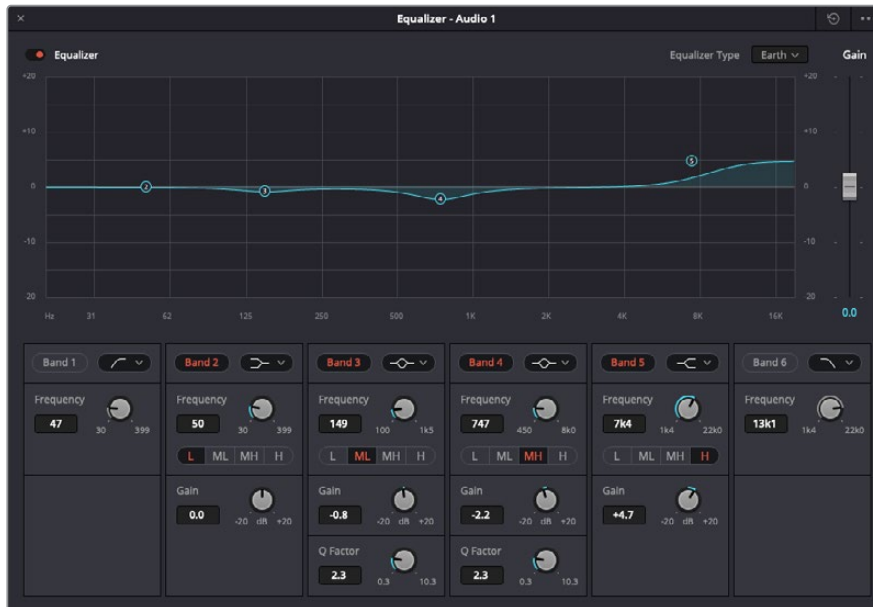 Equalizer - Audio 1
Equalizer
Equalizer Type Earth Gain
+20 +20
+10 +10
2 3 4 5
0 0
-10 -10
20 20
Hz 31 62 125 250 500 1K 2K 4K 8K 16K 0.0
Band 1 Band 2 Band 3 Band 4 Band 5 Band 6
Frequency Frequency Frequency Frequency Frequency Frequency
47 30 399 50 30 399 149 100 1k5 747 450 8k0 7k4 1k4 22k0 13k1 1k4 22k0
L ML MH H L ML MH H L ML MH H L ML MH H
Gain Gain Gain Gain
0.0 -20 dB +20 -0.8 -20 dB +20 -2.2 -20 dB +20 +4.7 -20 dB +20
Q Factor Q Factor
2.3 0.3 10.3 2.3 0.3 10.3